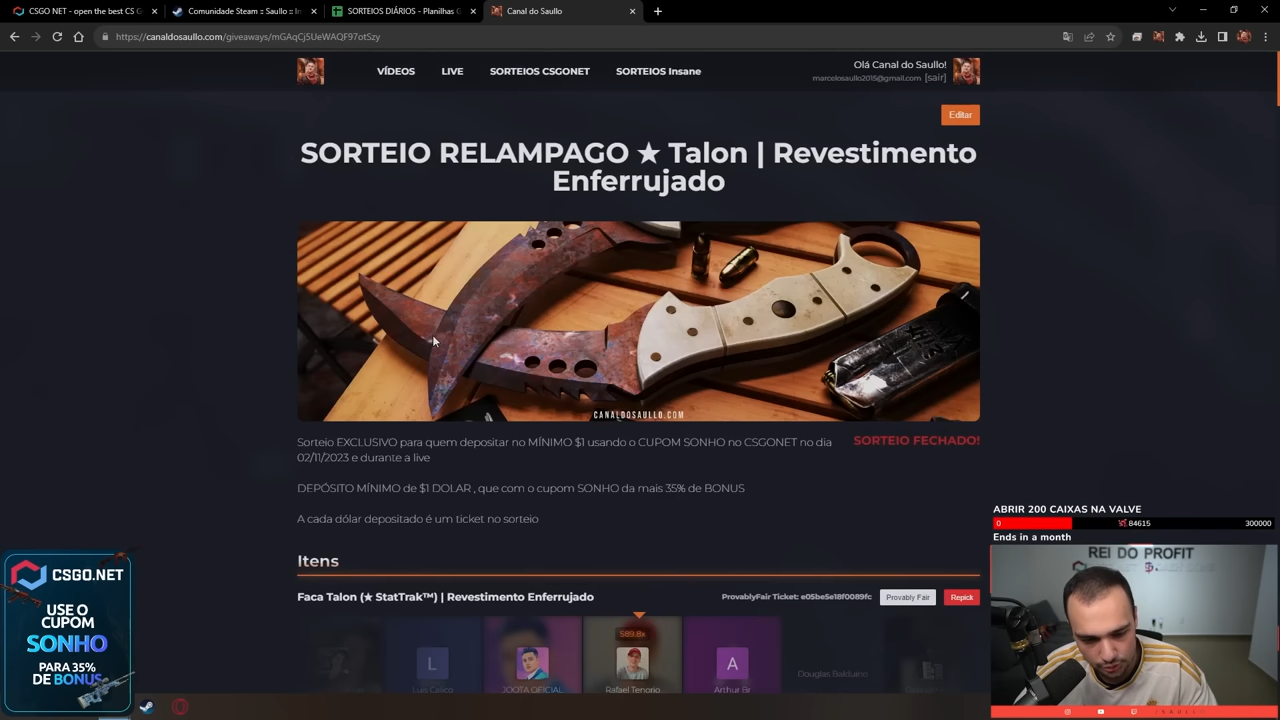 CSGO NET - open the best CS G
Comunidade Steam :: Saullo :: In
SORTEIOS DIÁRIOS - Planilhas G
Canal do Saullo
https://canaldosaullo.com/giveaways/mGAqCj5UeWAQF97otSzy
VÍDEOS
LIVE
SORTEIOS CSGONET
SORTEIOS Insane
Olá Canal do Saullo!
marcelosaullo2015@gmail.com [sair]
Editar
SORTEIO RELAMPAGO ★ Talon | Revestimento
Enferrujado
CANALDOSAULLO.COM
Sorteio EXCLUSIVO para quem depositar no MÍNIMO $1 usando o CUPOM SONHO no CSGONET no dia
02/11/2023 e durante a live
SORTEIO FECHADO!
DEPÓSITO MÍNIMO de $1 DOLAR , que com o cupom SONHO da mais 35% de BONUS
A cada dólar depositado é um ticket no sorteio
Itens
Faca Talon (★ StatTrak™) | Revestimento Enferrujado
ProvablyFair Ticket: e05be5e18f0089fc
Provably Fair
Repick
589.8x
L
A
Luis Calico
JOOTA OFICIAL
Rafael Tenorio
Arthur Br
Douglas Balduino
ABRIR 200 CAIXAS NA VALVE
0
84615
300000
Ends in a month
REI DO PROFIT
CSGO.NET
USE O
CUPOM
SONHO
PARA 35%
DE BONUS